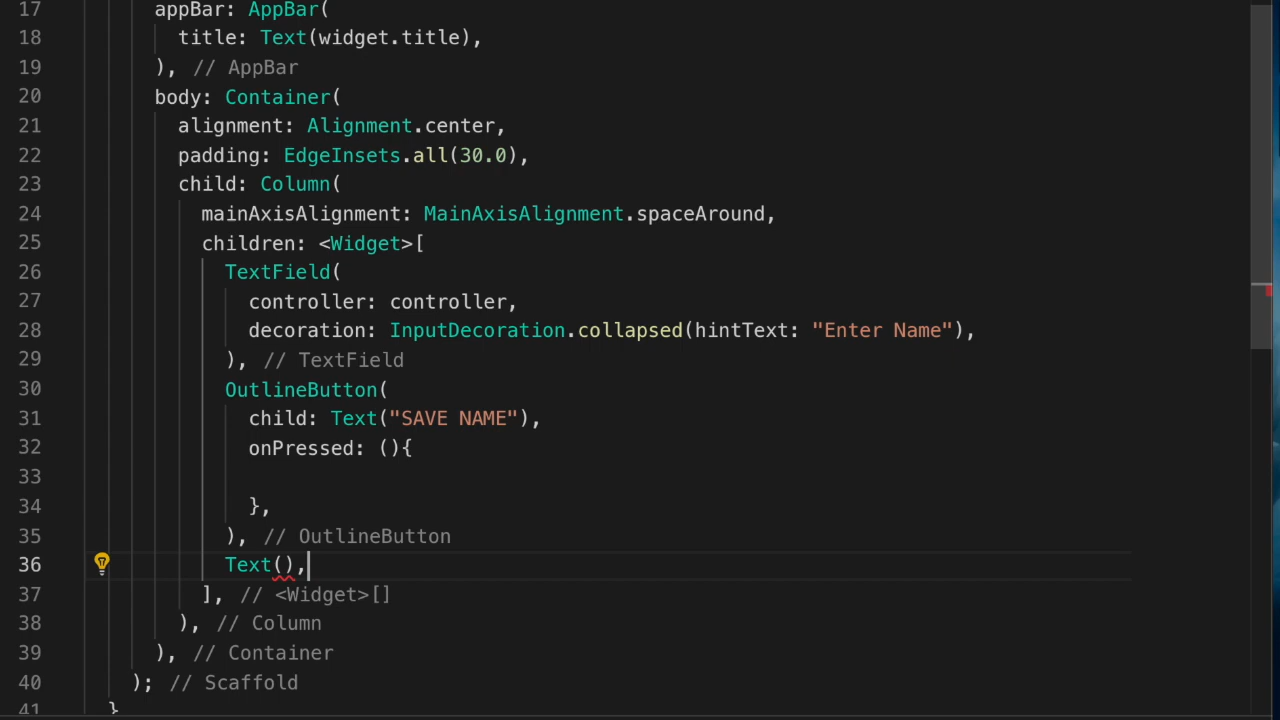 17 appBar: AppBar(
18 title: Text(widget.title),
19 ), // AppBar
20 body: Container(
21 alignment: Alignment.center,
22 padding: EdgeInsets.all(30.0),
23 child: Column(
24 mainAxisAlignment: MainAxisAlignment.spaceAround,
25 children: <Widget>[
26 TextField(
27 controller: controller,
28 decoration: InputDecoration.collapsed(hintText: "Enter Name"),
29 ), // TextField
30 OutlineButton(
31 child: Text("SAVE NAME"),
32 onPressed: (){
33
34 },
35 ), // OutlineButton
36 Text(),
37 ], // <Widget>[]
38 ), // Column
39 ), // Container
40 ); // Scaffold
41 }